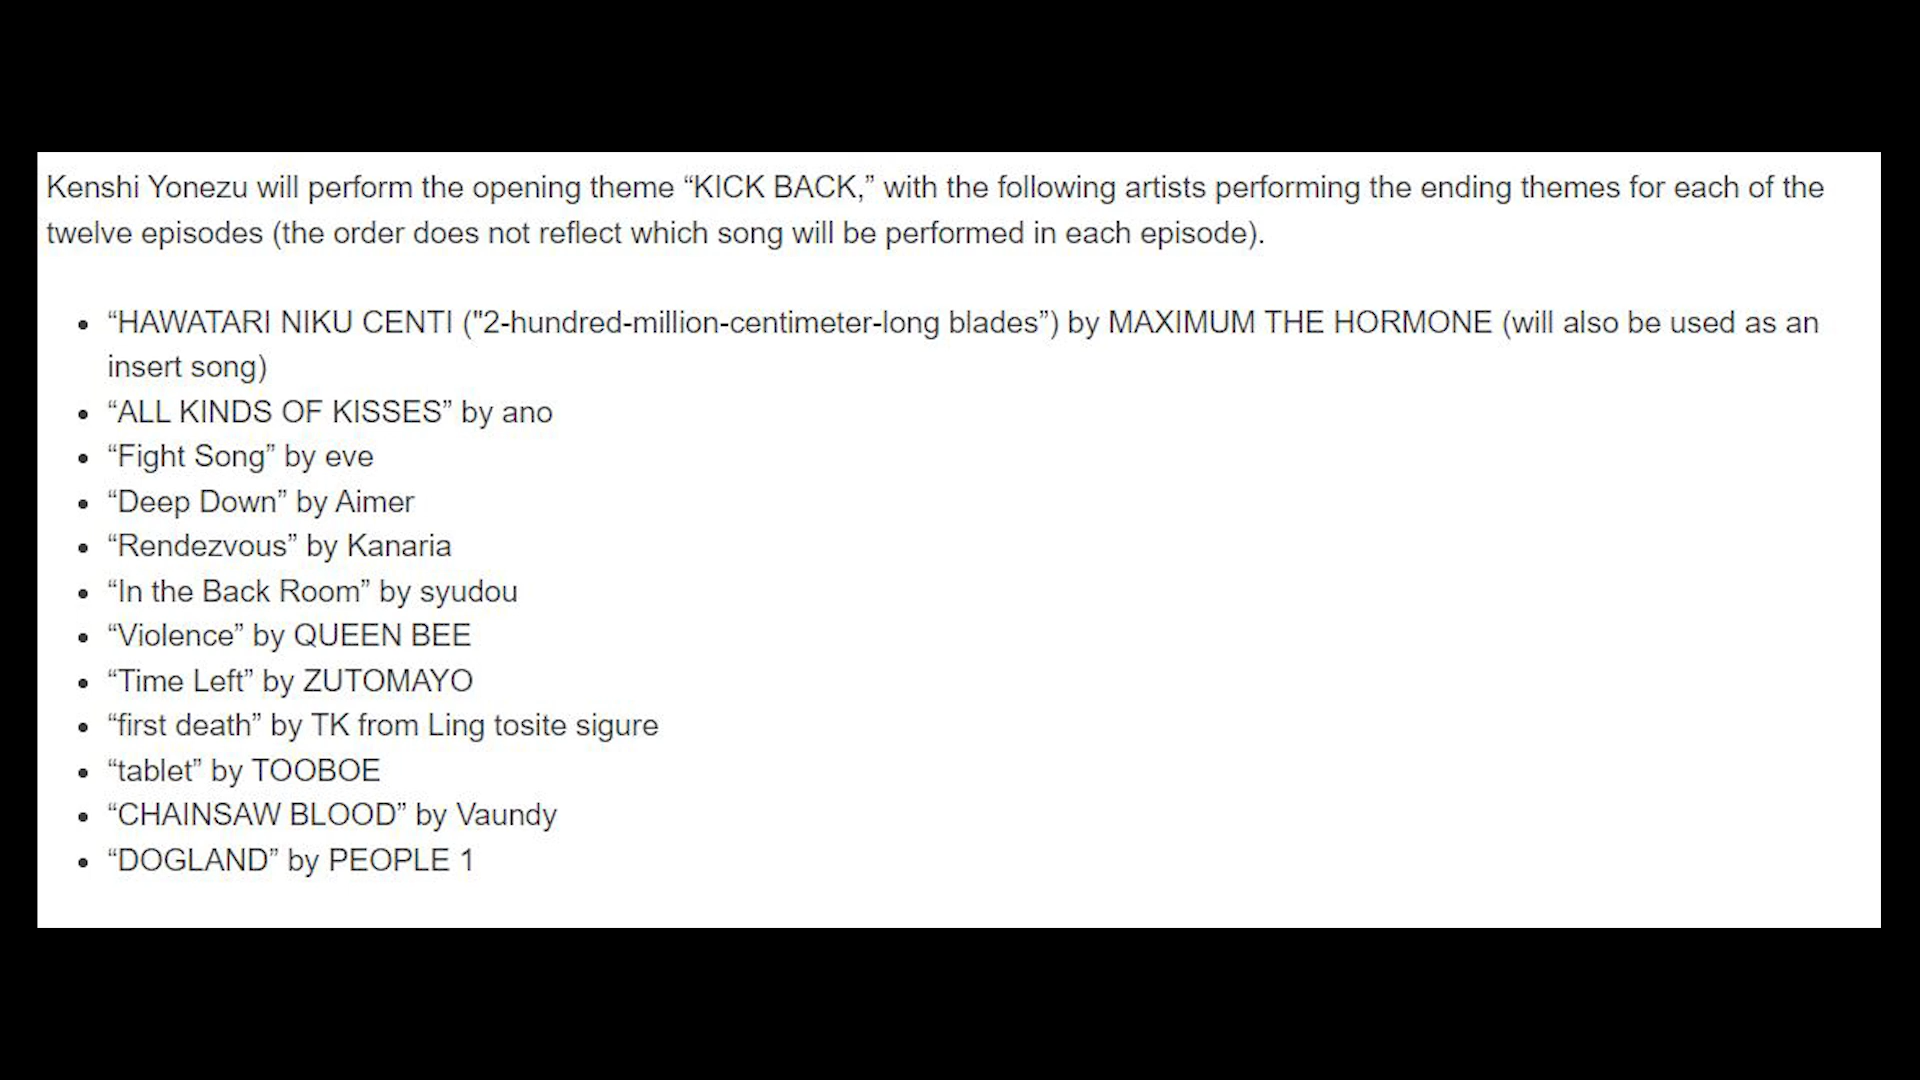 Kenshi Yonezu will perform the opening theme “KICK BACK,” with the following artists performing the ending themes for each of the
twelve episodes (the order does not reflect which song will be performed in each episode).
• “HAWATARI NIKU CENTI ("2-hundred-million-centimeter-long blades”) by MAXIMUM THE HORMONE (will also be used as an
insert song)
• “ALL KINDS OF KISSES” by ano
• “Fight Song” by eve
• “Deep Down” by Aimer
• “Rendezvous” by Kanaria
• “In the Back Room” by syudou
• “Violence” by QUEEN BEE
• “Time Left” by ZUTOMAYO
• “first death” by TK from Ling tosite sigure
• “tablet” by TOOBOE
• “CHAINSAW BLOOD” by Vaundy
• “DOGLAND” by PEOPLE 1